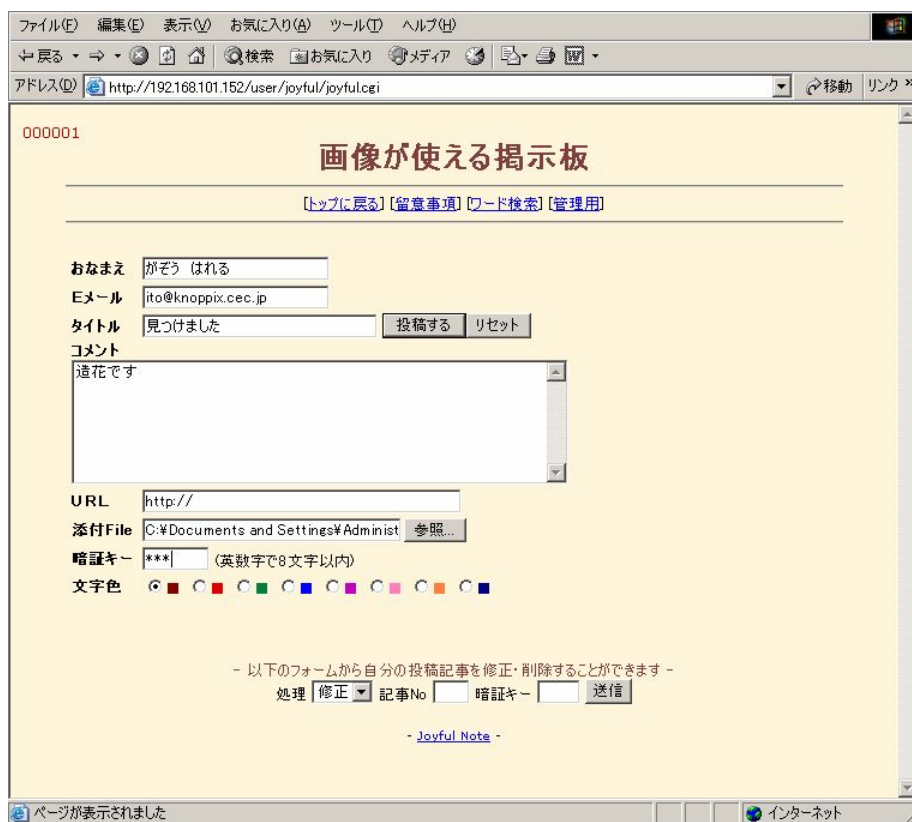 ファイル(F) 編集(E) 表示(V) お気に入り(A) ツール(T) ヘルプ(H)
戻る 検索 お気に入り メディア
アドレス(D) http://192.168.101.152/user/joyful/joyful.cgi 移動 リンク »
000001
画像が使える掲示板
[トップに戻る] [留意事項] [ワード検索] [管理用]
おなまえ がぞう はれる
Eメール ito@knoppix.cec.jp
タイトル 見つけました 投稿する リセット
コメント
造花です
URL http://
添付File C:¥Documents and Settings¥Administ 参照...
暗証キー *** (英数字で8文字以内)
文字色
- 以下のフォームから自分の投稿記事を修正・削除することができます -
処理 修正 記事No 暗証キー 送信
- Joyful Note -
ページが表示されました インターネット